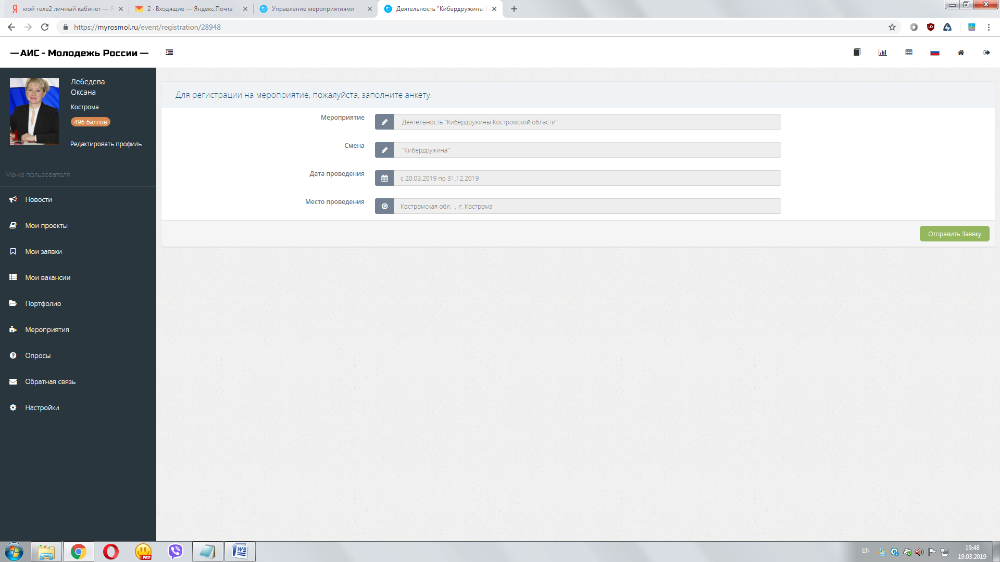 мой теле2 личный кабинет — Я
2 · Входящие — Яндекс.Почта
Управление мероприятиями
Деятельность "Кибердружины
https://myrosmol.ru/event/registration/28948
— АИС - Молодежь России —
Лебедева
Оксана
Кострома
496 баллов
Редактировать профиль
Меню пользователя
Новости
Мои проекты
Мои заявки
Мои вакансии
Портфолио
Мероприятия
Опросы
Обратная связь
Настройки
Для регистрации на мероприятие, пожалуйста, заполните анкету.
Мероприятие
Деятельность "Кибердружины Костромской области"
Смена
"Кибердружина"
Дата проведения
с 20.03.2019 по 31.12.2019
Место проведения
Костромская обл. , г. Кострома
Отправить Заявку
PRO
EN
19:48
19.03.2019